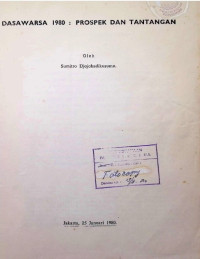 DASAWARSA 1980 : PROSPEK DAN TANTANGAN
Oleh
Sumitro Djojohadikusumo.
Jakarta, 23 Januari 1980.